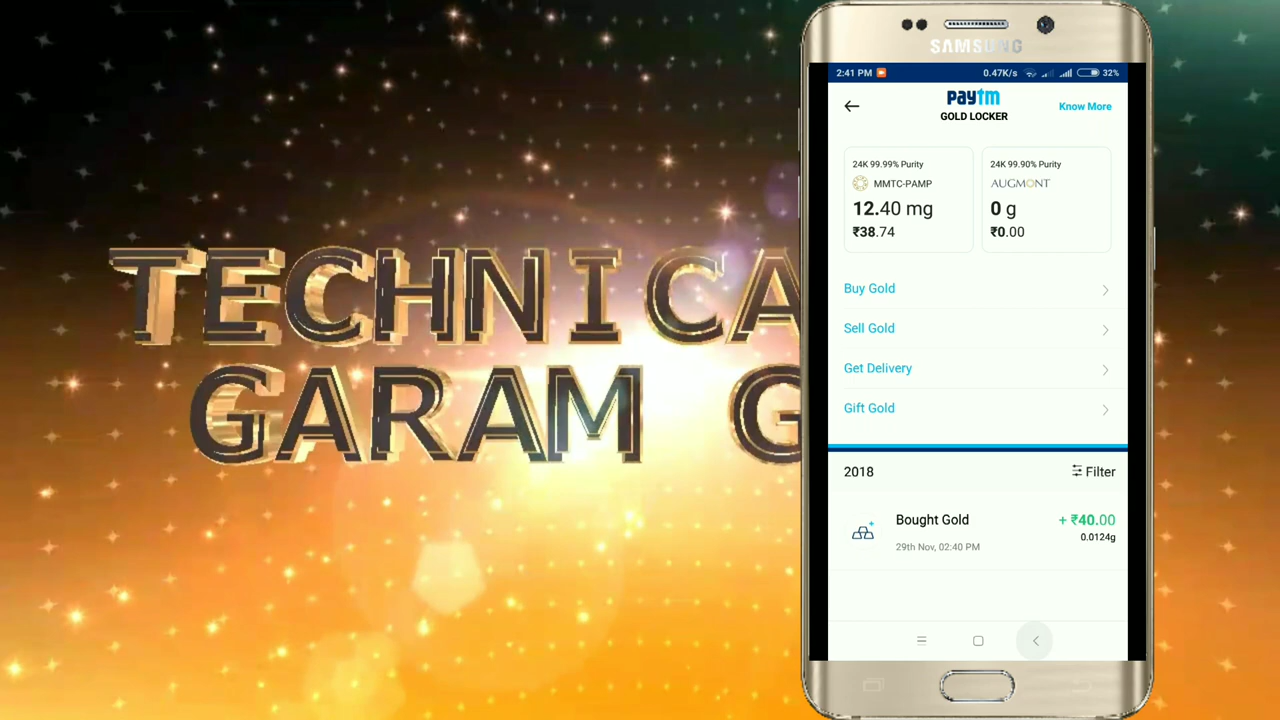 TECHNICA
GARAM G
SAMSUNG
2:41 PM
0.47K/s
32%
paytm
GOLD LOCKER
Know More
24K 99.99% Purity
MMTC-PAMP
12.40 mg
₹38.74
24K 99.90% Purity
AUGMONT
0 g
₹0.00
Buy Gold
Sell Gold
Get Delivery
Gift Gold
2018
Filter
Bought Gold
+ ₹40.00
0.0124g
29th Nov, 02:40 PM